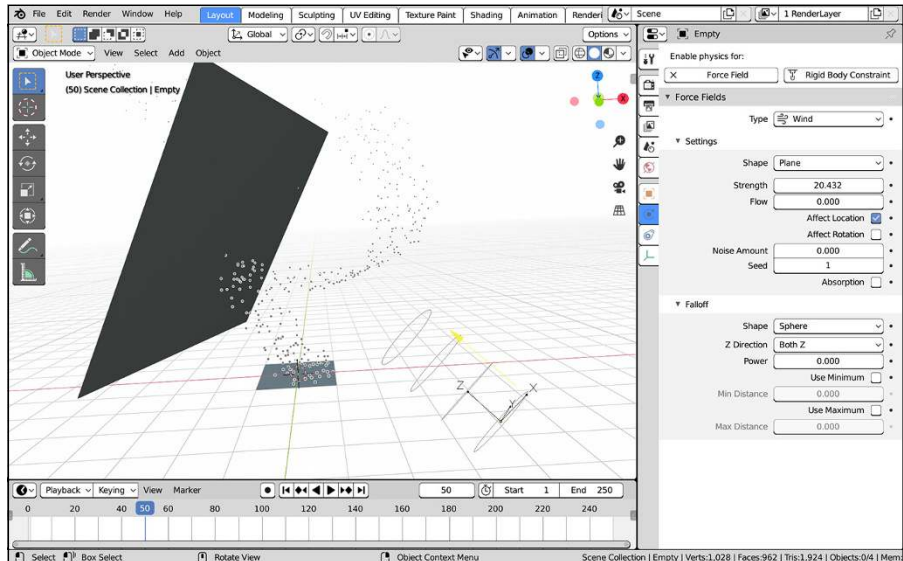 File Edit Render Window Help Layout Modeling Sculpting UV Editing Texture Paint Shading Animation Renderi Scene 1 RenderLayer
Global Options
Object Mode View Select Add Object
User Perspective
(50) Scene Collection | Empty
Z
X
Z
X
Y
Empty
Enable physics for:
Force Field Rigid Body Constraint
Force Fields
Type Wind
Settings
Shape Plane
Strength 20.432
Flow 0.000
Affect Location
Affect Rotation
Noise Amount 0.000
Seed 1
Absorption
Falloff
Shape Sphere
Z Direction Both Z
Power 0.000
Use Minimum
Min Distance 0.000
Use Maximum
Max Distance 0.000
Playback Keying View Marker 50 Start 1 End 250
0 20 40 50 60 80 100 120 140 160 180 200 220 240
Select Box Select Rotate View Object Context Menu Scene Collection | Empty | Verts:1,028 | Faces:962 | Tris:1,924 | Objects:0/4 | Mem: